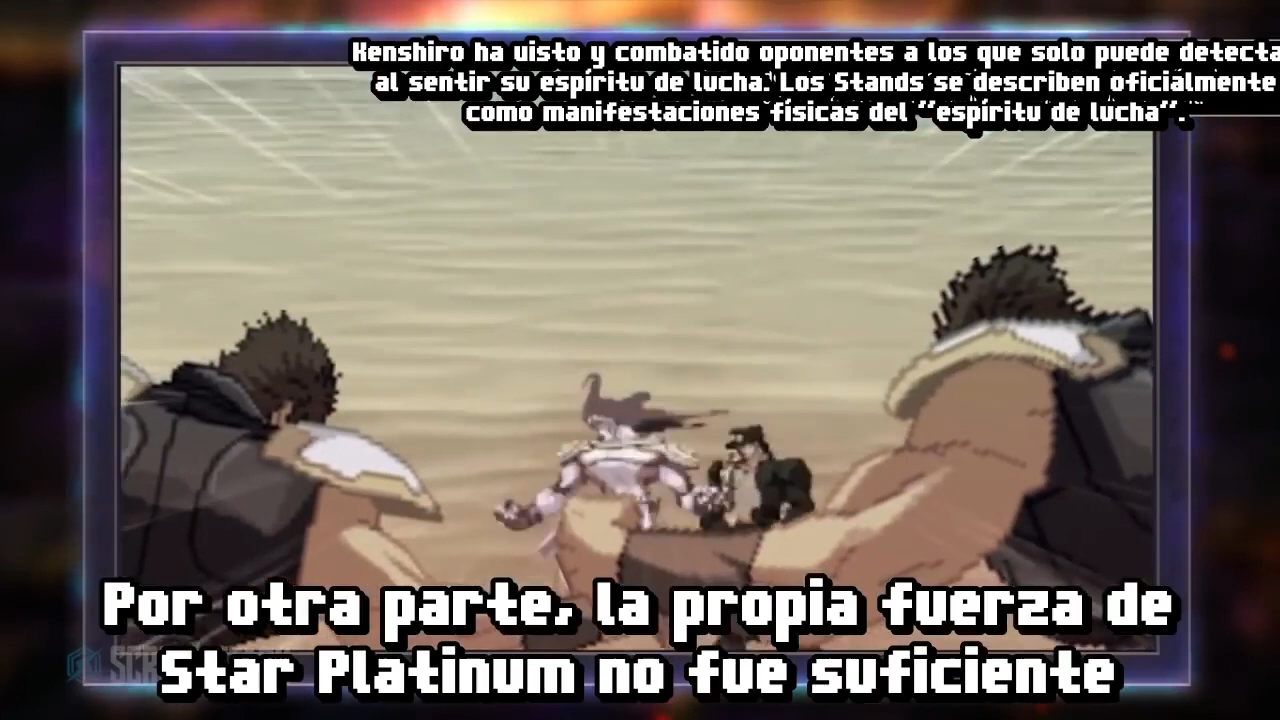 Kenshiro ha visto y combatido oponentes a los que solo puede detecta
al sentir su espíritu de lucha. Los Stands se describen oficialmente
como manifestaciones físicas del "espíritu de lucha".
Por otra parte, la propia fuerza de
Star Platinum no fue suficiente